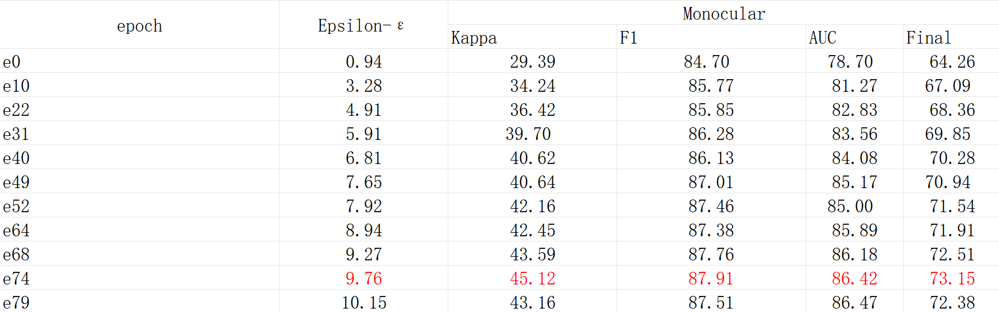 epoch Epsilon-ε Monocular
Kappa F1 AUC Final
e0 0.94 29.39 84.70 78.70 64.26
e10 3.28 34.24 85.77 81.27 67.09
e22 4.91 36.42 85.85 82.83 68.36
e31 5.91 39.70 86.28 83.56 69.85
e40 6.81 40.62 86.13 84.08 70.28
e49 7.65 40.64 87.01 85.17 70.94
e52 7.92 42.16 87.46 85.00 71.54
e64 8.94 42.45 87.38 85.89 71.91
e68 9.27 43.59 87.76 86.18 72.51
e74 9.76 45.12 87.91 86.42 73.15
e79 10.15 43.16 87.51 86.47 72.38